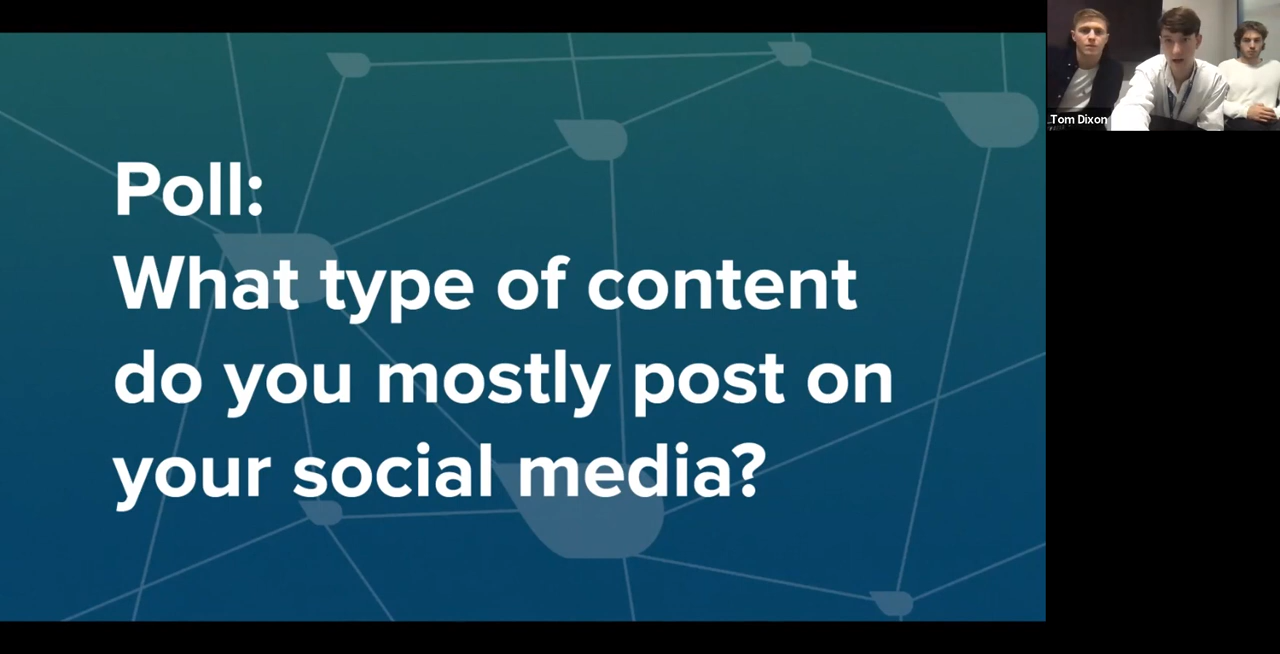 Poll:
What type of content
do you mostly post on
your social media?
Tom Dixon